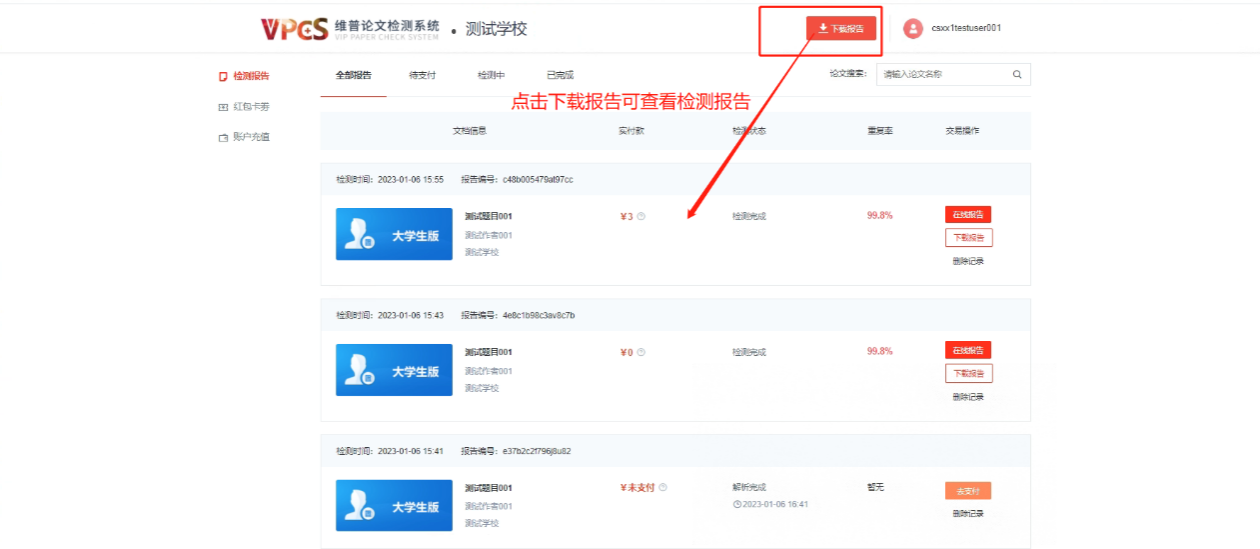 VPCS 维普论文检测系统 • 测试学校
VIP PAPER CHECK SYSTEM
下载报告
csxx1testuser001
检测报告
红包卡券
账户充值
全部报告 待支付 检测中 已完成
论文搜索： 请输入论文名称
点击下载报告可查看检测报告
文档信息 实付款 检测状态 重复率 交易操作
检测时间：2023-01-06 15:55 报告编号：c48b005479at97cc
大学生版
测试题目001
测试作者001
测试学校
¥3 检测完成 99.8%
在线报告
下载报告
删除记录
检测时间：2023-01-06 15:43 报告编号：4e8c1b98c3av8c7b
大学生版
测试题目001
测试作者001
测试学校
¥0 检测完成 99.8%
在线报告
下载报告
删除记录
检测时间：2023-01-06 15:41 报告编号：e37b2c2f796j8u82
大学生版
测试题目001
测试作者001
测试学校
¥未支付 解析完成 暂无
2023-01-06 16:41
去支付
删除记录